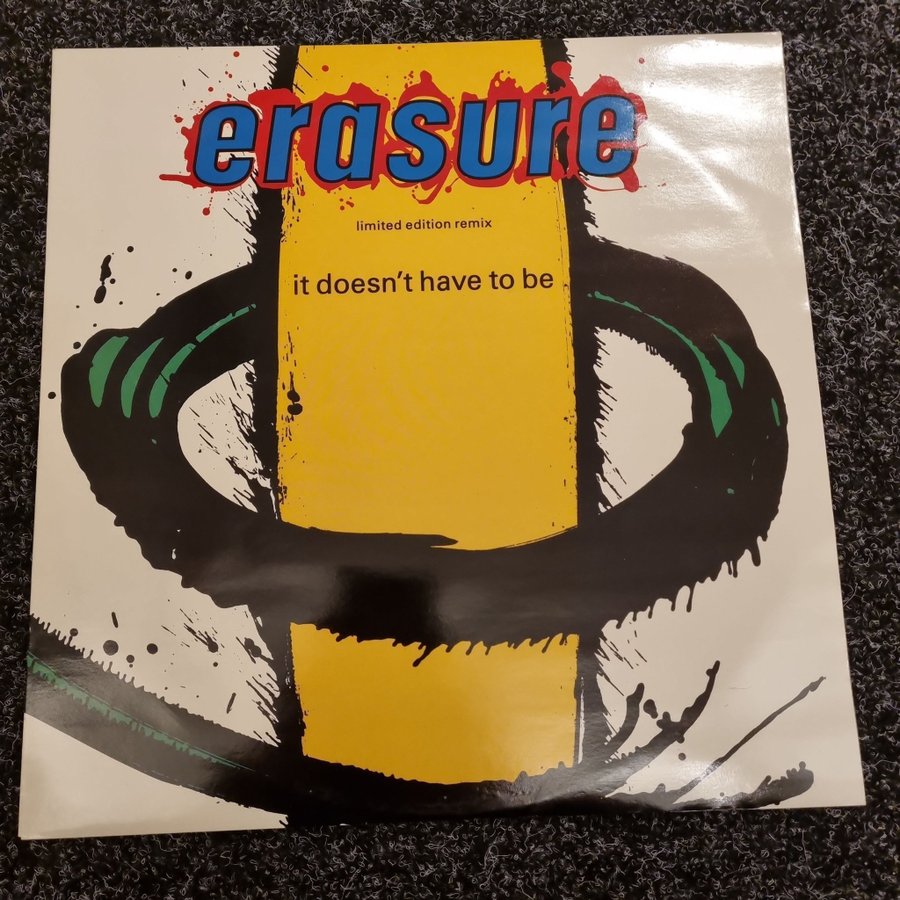 erasure
limited edition remix
it doesn't have to be